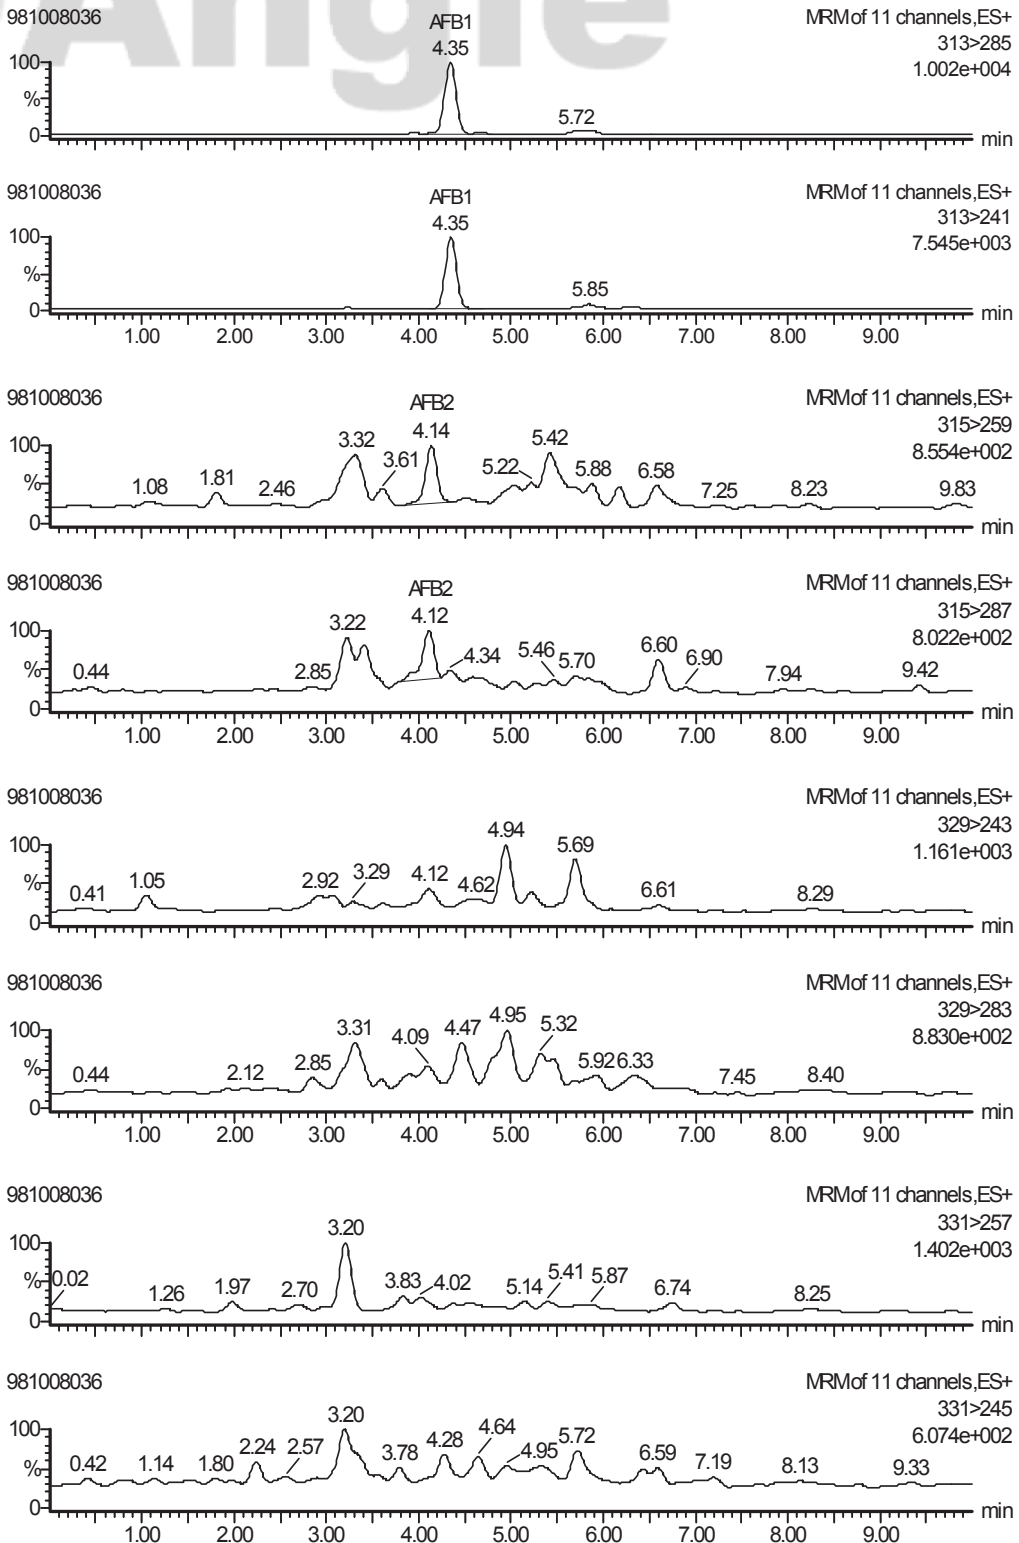 Angle
981008036 AFB1 MRM of 11 channels,ES+
4.35 313>285
100 1.002e+004
% 5.72
0 min
981008036 AFB1 MRM of 11 channels,ES+
4.35 313>241
100 7.545e+003
% 5.85
0 min
1.00 2.00 3.00 4.00 5.00 6.00 7.00 8.00 9.00
981008036 AFB2 MRM of 11 channels,ES+
315>259
100 3.32 4.14 5.42 8.554e+002
% 1.08 1.81 2.46 3.61 5.22 5.88 6.58 7.25 8.23 9.83
0 min
981008036 AFB2 MRM of 11 channels,ES+
315>287
100 3.22 4.12 8.022e+002
% 0.44 2.85 4.34 5.46 5.70 6.60 6.90 7.94 9.42
0 min
1.00 2.00 3.00 4.00 5.00 6.00 7.00 8.00 9.00
981008036 MRM of 11 channels,ES+
329>243
100 4.94 5.69 1.161e+003
% 0.41 1.05 2.92 3.29 4.12 4.62 6.61 8.29
0 min
981008036 MRM of 11 channels,ES+
329>283
100 3.31 4.09 4.47 4.95 5.32 8.830e+002
% 0.44 2.12 2.85 5.92 6.33 7.45 8.40
0 min
1.00 2.00 3.00 4.00 5.00 6.00 7.00 8.00 9.00
981008036 MRM of 11 channels,ES+
331>257
100 3.20 1.402e+003
% 0.02 1.26 1.97 2.70 3.83 4.02 5.14 5.41 5.87 6.74 8.25
0 min
981008036 MRM of 11 channels,ES+
331>245
100 3.20 6.074e+002
% 0.42 1.14 1.80 2.24 2.57 3.78 4.28 4.64 4.95 5.72 6.59 7.19 8.13 9.33
0 min
1.00 2.00 3.00 4.00 5.00 6.00 7.00 8.00 9.00